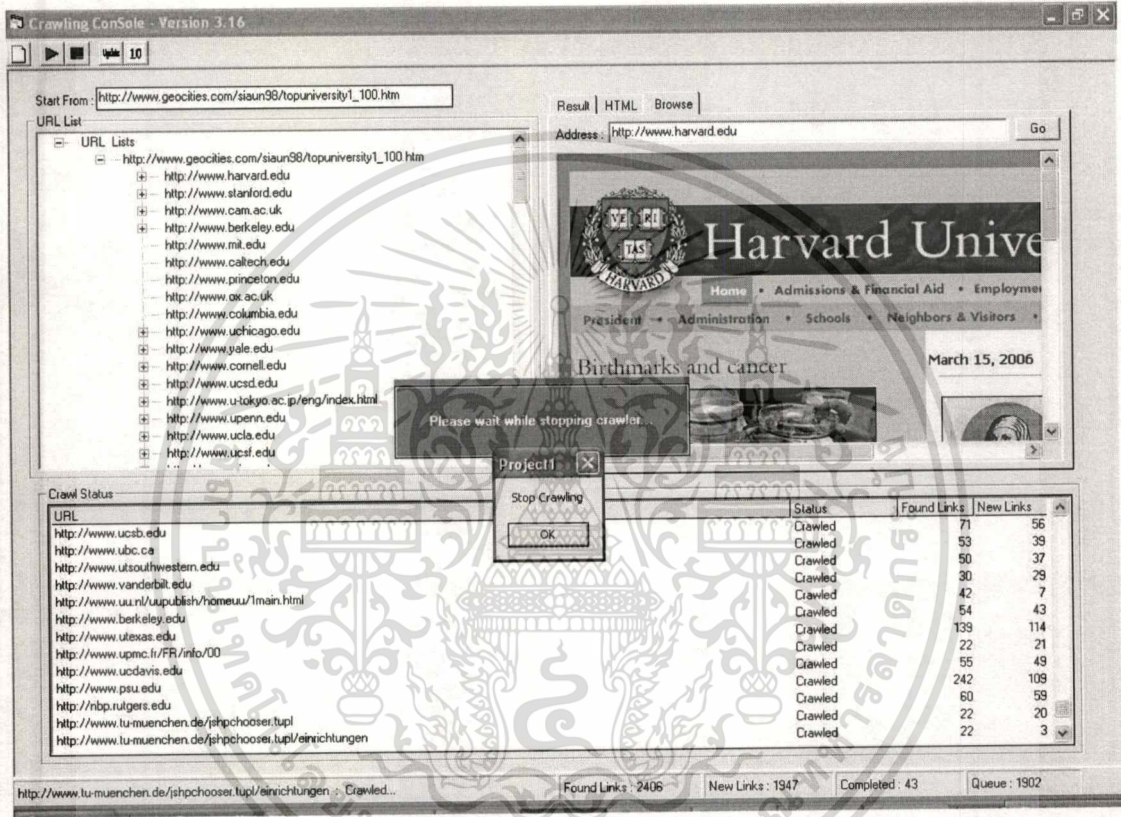 Crawling ConSole - Version 3.16
Update 10
Start From : http://www.geocities.com/siaun98/topuniversity1_100.htm
URL List
URL Lists
http://www.geocities.com/siaun98/topuniversity1_100.htm
http://www.harvard.edu
http://www.stanford.edu
http://www.cam.ac.uk
http://www.berkeley.edu
http://www.mit.edu
http://www.caltech.edu
http://www.princeton.edu
http://www.ox.ac.uk
http://www.columbia.edu
http://www.uchicago.edu
http://www.yale.edu
http://www.cornell.edu
http://www.ucsd.edu
http://www.u-tokyo.ac.jp/eng/index.html
http://www.upenn.edu
http://www.ucla.edu
http://www.ucsf.edu
Result HTML Browse
Address : http://www.harvard.edu Go
VE RI TAS
HARVARD
Harvard Unive
Home • Admissions & Financial Aid • Employmen
President • Administration • Schools • Neighbors & Visitors •
Birthmarks and cancer
March 15, 2006
Please wait while stopping crawler...
Project1
Stop Crawling
OK
Crawl Status
URL Status Found Links New Links
http://www.ucsb.edu Crawled 71 56
http://www.ubc.ca Crawled 53 39
http://www.utsouthwestern.edu Crawled 50 37
http://www.vanderbilt.edu Crawled 30 29
http://www.uu.nl/uupublish/homeuu/1main.html Crawled 42 7
http://www.berkeley.edu Crawled 54 43
http://www.utexas.edu Crawled 139 114
http://www.upmc.fr/FR/info/00 Crawled 22 21
http://www.ucdavis.edu Crawled 55 49
http://www.psu.edu Crawled 242 109
http://nbp.rutgers.edu Crawled 60 59
http://www.tu-muenchen.de/jshpchooser.tupl Crawled 22 20
http://www.tu-muenchen.de/jshpchooser.tupl/einrichtungen Crawled 22 3
http://www.tu-muenchen.de/jshpchooser.tupl/einrichtungen : Crawled... Found Links : 2406 New Links : 1947 Completed : 43 Queue : 1902